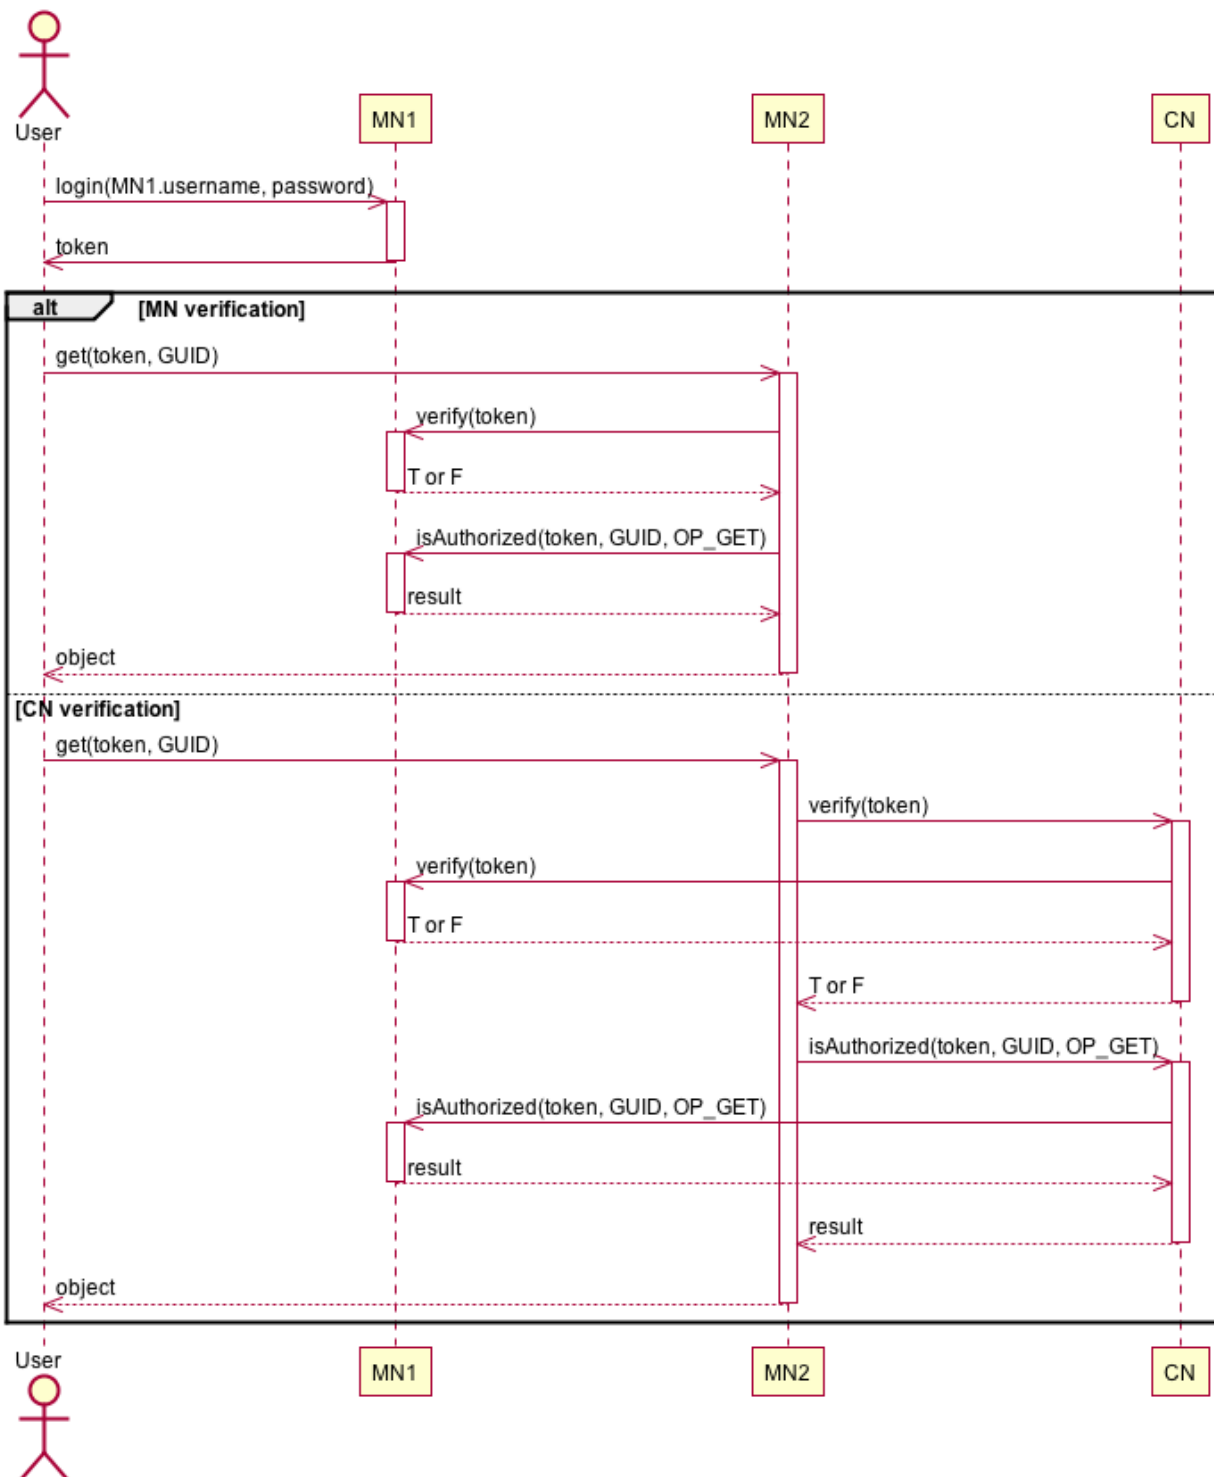 User
MN1
MN2
CN
login(MN1.username, password)
token
alt
[MN verification]
get(token, GUID)
verify(token)
T or F
isAuthorized(token, GUID, OP_GET)
result
object
[CN verification]
get(token, GUID)
verify(token)
verify(token)
T or F
T or F
isAuthorized(token, GUID, OP_GET)
isAuthorized(token, GUID, OP_GET)
result
result
object
User
MN1
MN2
CN